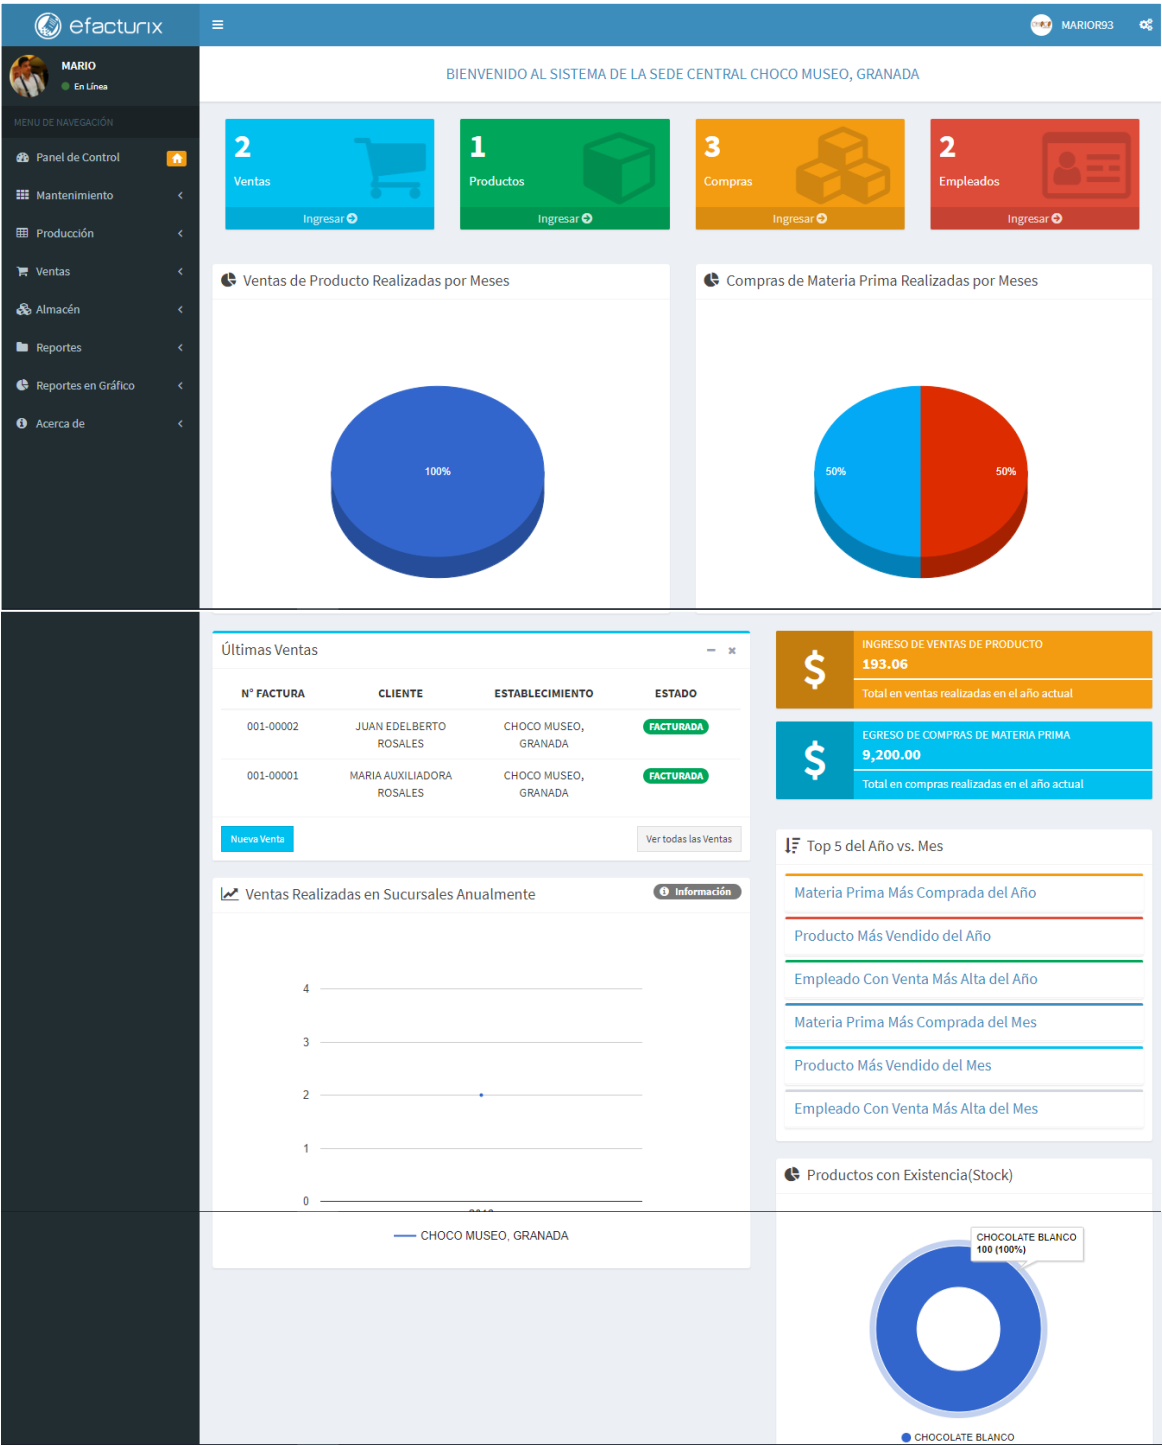 efacturix
MARIOR93
MARIO
En Línea
BIENVENIDO AL SISTEMA DE LA SEDE CENTRAL CHOCO MUSEO, GRANADA
MENU DE NAVEGACIÓN
Panel de Control
Mantenimiento
Producción
Ventas
Almacén
Reportes
Reportes en Gráfico
Acerca de
2
Ventas
Ingresar
1
Productos
Ingresar
3
Compras
Ingresar
2
Empleados
Ingresar
Ventas de Producto Realizadas por Meses
100%
Compras de Materia Prima Realizadas por Meses
50%
50%
Últimas Ventas
N° FACTURA CLIENTE ESTABLECIMIENTO ESTADO
001-00002 JUAN EDELBERTO CHOCO MUSEO, FACTURADA
ROSALES GRANADA
001-00001 MARIA AUXILIADORA CHOCO MUSEO, FACTURADA
ROSALES GRANADA
Nueva Venta Ver todas las Ventas
INGRESO DE VENTAS DE PRODUCTO
193.06
Total en ventas realizadas en el año actual
EGRESO DE COMPRAS DE MATERIA PRIMA
9,200.00
Total en compras realizadas en el año actual
Ventas Realizadas en Sucursales Anualmente
Información
4
3
2
1
0
CHOCO MUSEO, GRANADA
Top 5 del Año vs. Mes
Materia Prima Más Comprada del Año
Producto Más Vendido del Año
Empleado Con Venta Más Alta del Año
Materia Prima Más Comprada del Mes
Producto Más Vendido del Mes
Empleado Con Venta Más Alta del Mes
Productos con Existencia(Stock)
CHOCOLATE BLANCO
100 (100%)
CHOCOLATE BLANCO